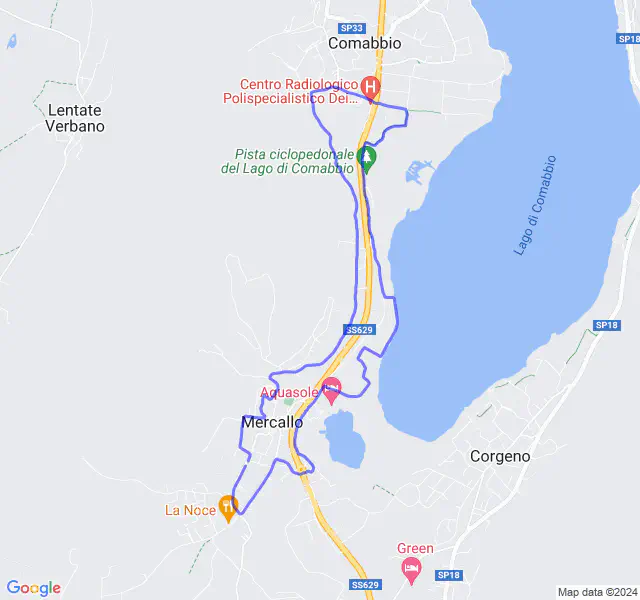 SP33
SP18
Comabbio
Centro Radiologico
Polispecialistico Dei...
Lentate
Verbano
Pista ciclopedonale
del Lago di Comabbio
Lago di Comabbio
SS629
SP18
Aquasole
Mercallo
Corgeno
La Noce
Green
SP18
SS629
Google
Map data ©2024